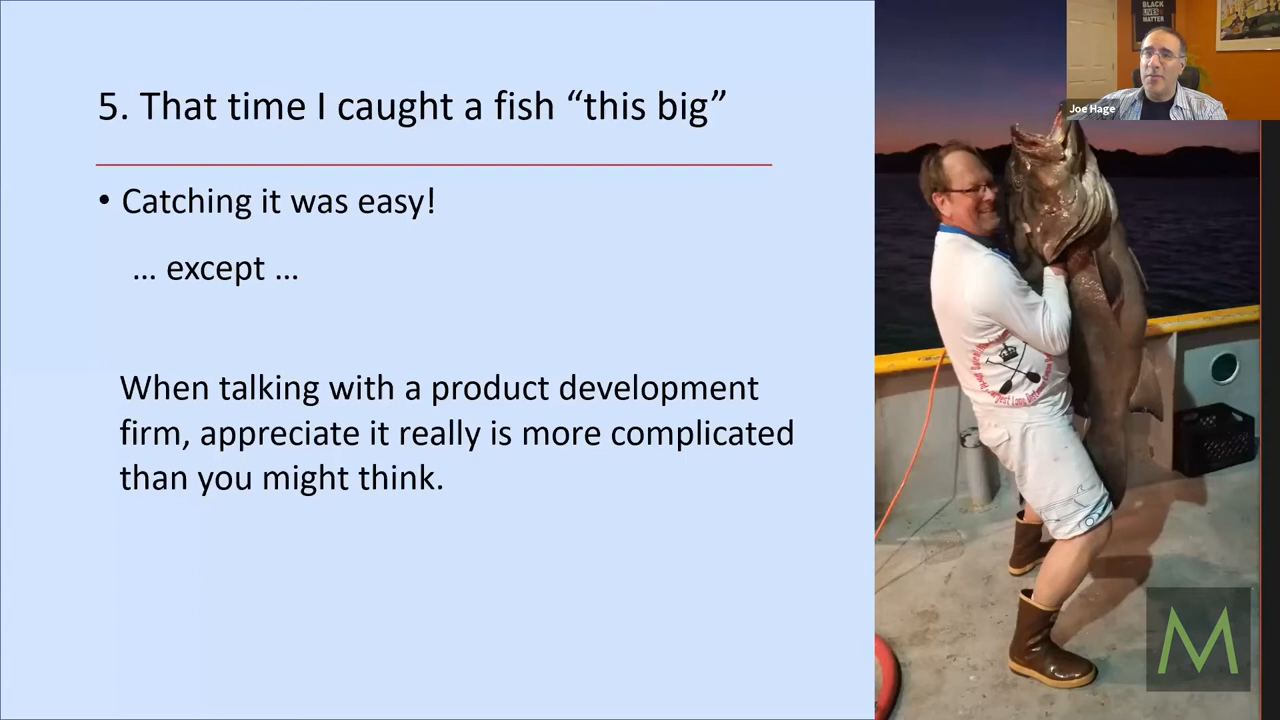 5. That time I caught a fish “this big”
• Catching it was easy!
… except …
When talking with a product development
firm, appreciate it really is more complicated
than you might think.
BLACK
LIVES
MATTER
Joe Hage
M